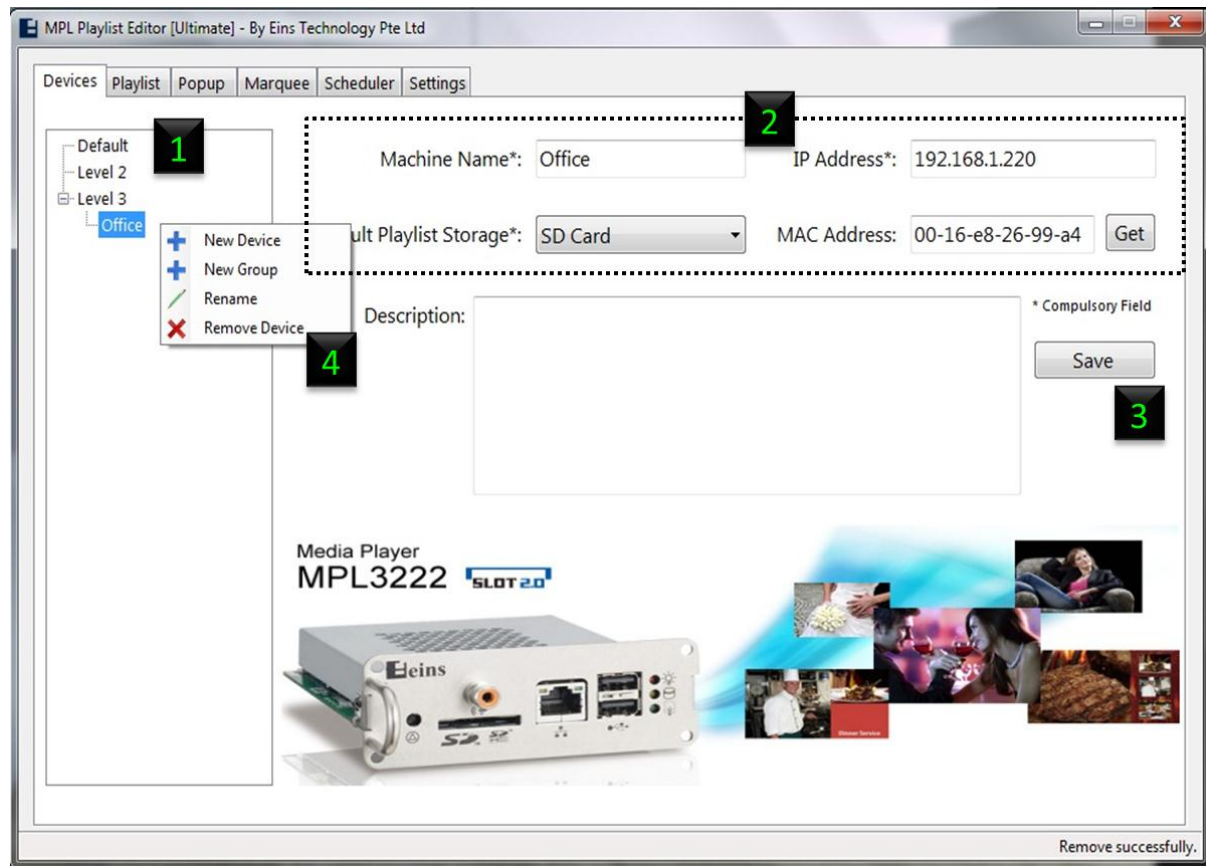 MPL Playlist Editor [Ultimate] - By Eins Technology Pte Ltd
Devices Playlist Popup Marquee Scheduler Settings
1
2
Default
Level 2
Level 3
Office
Machine Name*: Office
IP Address*: 192.168.1.220
ult Playlist Storage*: SD Card
MAC Address: 00-16-e8-26-99-a4 Get
New Device
New Group
Rename
Remove Device
4
Description:
* Compulsory Field
Save
3
Media Player
MPL3222 SLOT 2.0
eins
SD
Dinner Service
Remove successfully.